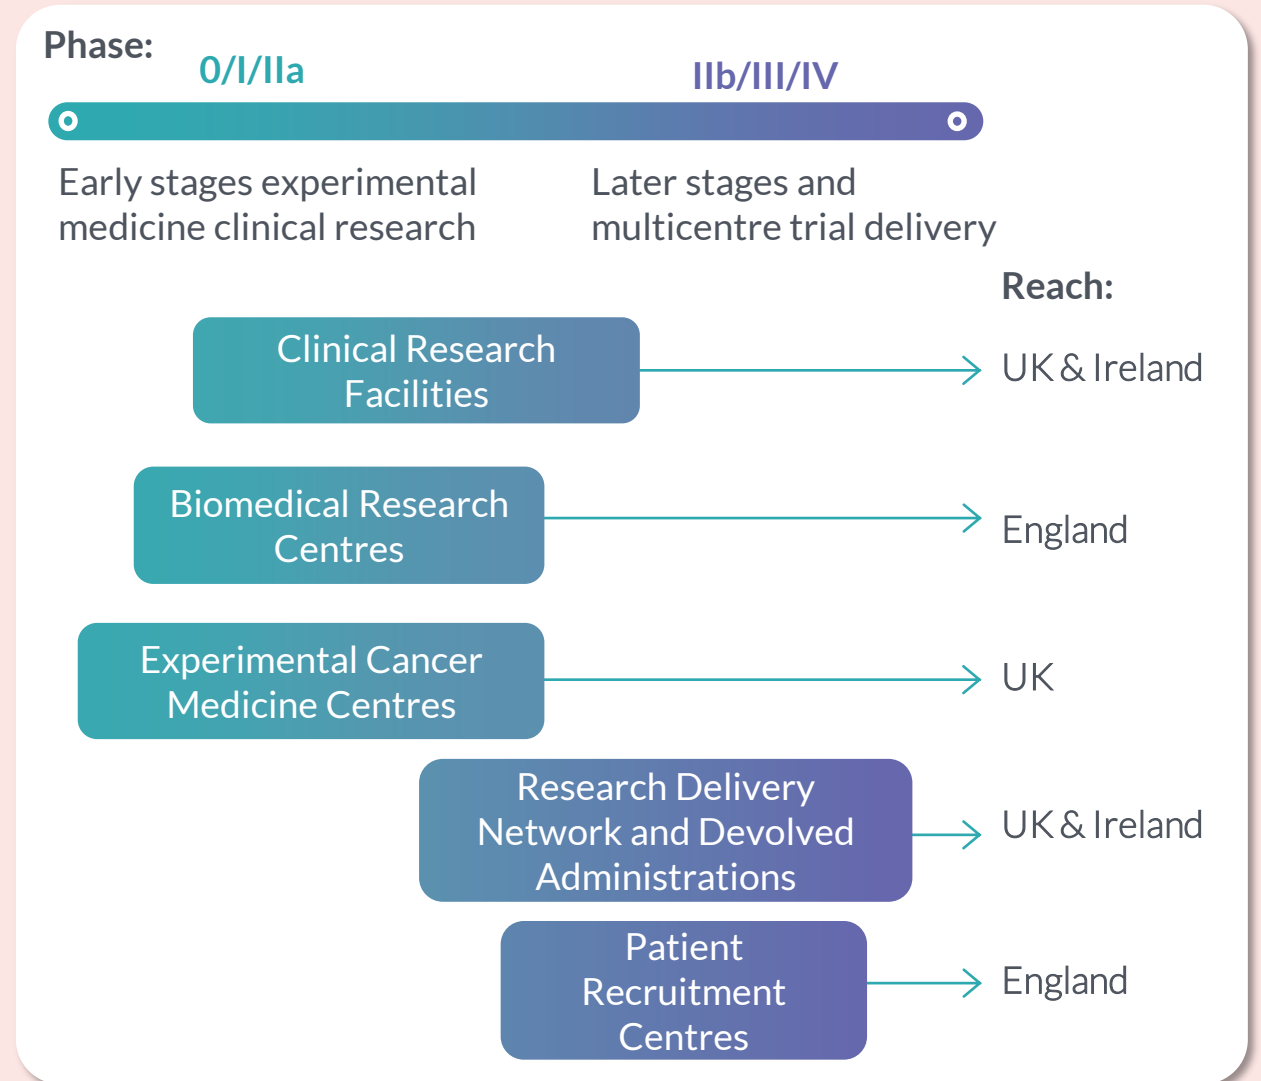 Phase:
0/I/IIa
IIb/III/IV
Early stages experimental
medicine clinical research
Later stages and
multicentre trial delivery
Reach:
Clinical Research
Facilities
UK & Ireland
Biomedical Research
Centres
England
Experimental Cancer
Medicine Centres
UK
Research Delivery
Network and Devolved
Administrations
UK & Ireland
Patient
Recruitment
Centres
England